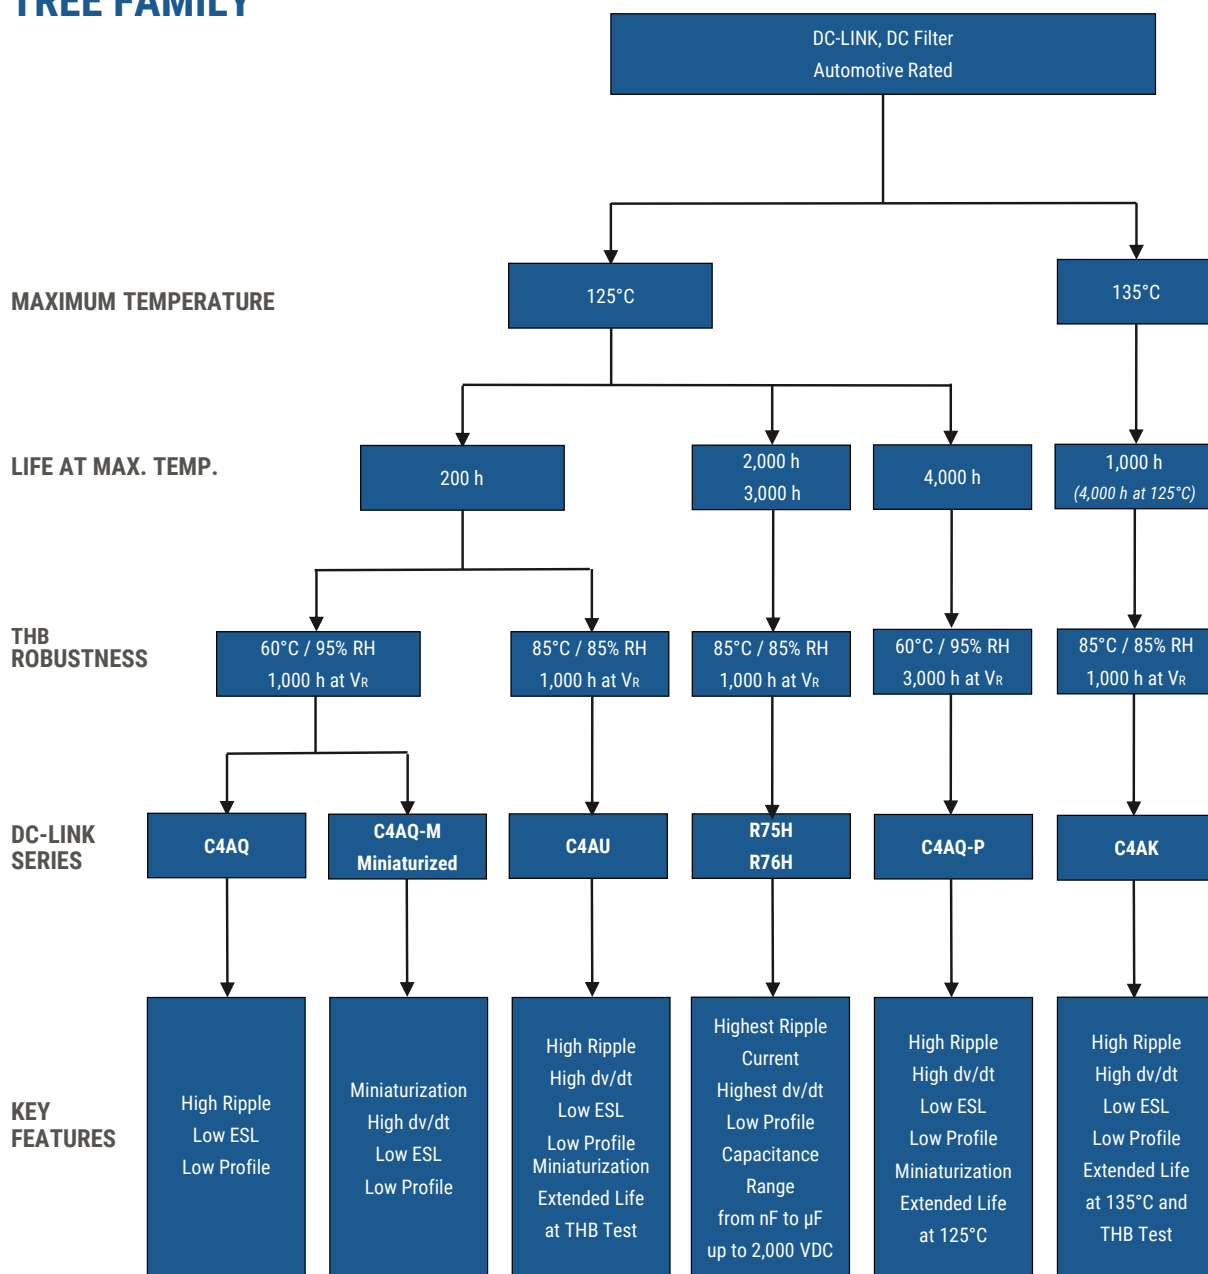 TREE FAMILY
DC-LINK, DC Filter
Automotive Rated
MAXIMUM TEMPERATURE
125°C
135°C
LIFE AT MAX. TEMP.
200 h
2,000 h
3,000 h
4,000 h
1,000 h
(4,000 h at 125°C)
THB
ROBUSTNESS
60°C / 95% RH
1,000 h at VR
85°C / 85% RH
1,000 h at VR
85°C / 85% RH
1,000 h at VR
60°C / 95% RH
3,000 h at VR
85°C / 85% RH
1,000 h at VR
DC-LINK
SERIES
C4AQ
C4AQ-M
Miniaturized
C4AU
R75H
R76H
C4AQ-P
C4AK
KEY
FEATURES
High Ripple
Low ESL
Low Profile
Miniaturization
High dv/dt
Low ESL
Low Profile
High Ripple
High dv/dt
Low ESL
Low Profile
Miniaturization
Extended Life
at THB Test
Highest Ripple
Current
Highest dv/dt
Low Profile
Capacitance
Range
from nF to µF
up to 2,000 VDC
High Ripple
High dv/dt
Low ESL
Low Profile
Miniaturization
Extended Life
at 125°C
High Ripple
High dv/dt
Low ESL
Low Profile
Extended Life
at 135°C and
THB Test